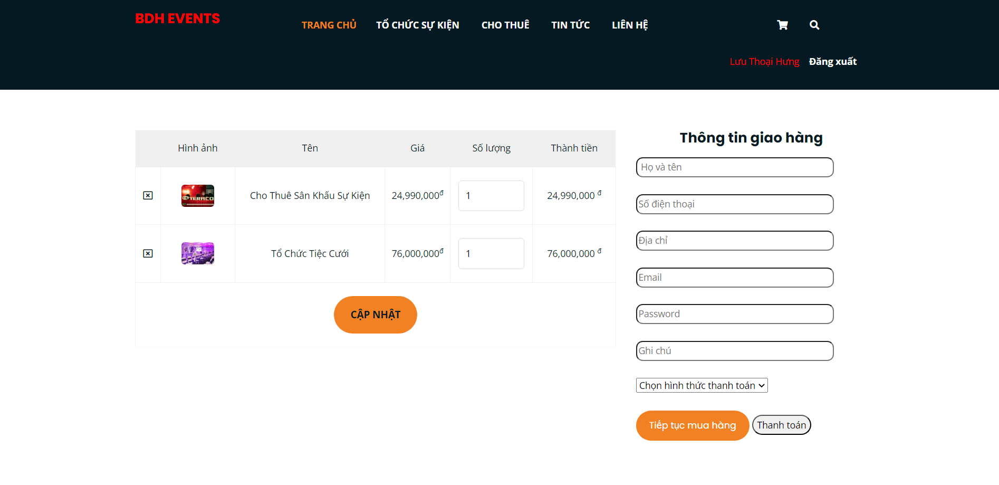 BDH EVENTS
TRANG CHỦ TỔ CHỨC SỰ KIỆN CHO THUÊ TIN TỨC LIÊN HỆ
Lưu Thoại Hưng Đăng xuất
Hình ảnh Tên Giá Số lượng Thành tiền
TERACO Cho Thuê Sân Khấu Sự Kiện 24,990,000đ 1 24,990,000 đ
Tổ Chức Tiệc Cưới 76,000,000đ 1 76,000,000 đ
CẬP NHẬT
Thông tin giao hàng
Họ và tên
Số điện thoại
Địa chỉ
Email
Password
Ghi chú
Chọn hình thức thanh toán
Tiếp tục mua hàng Thanh toán